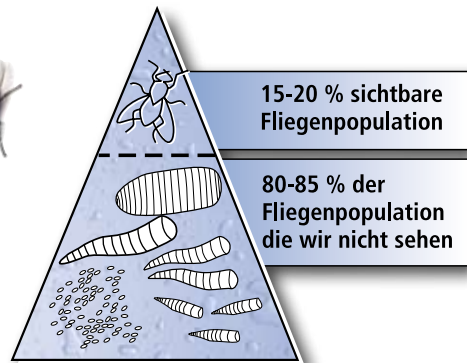 15-20 % sichtbare
Fliegenpopulation
80-85 % der
Fliegenpopulation
die wir nicht sehen